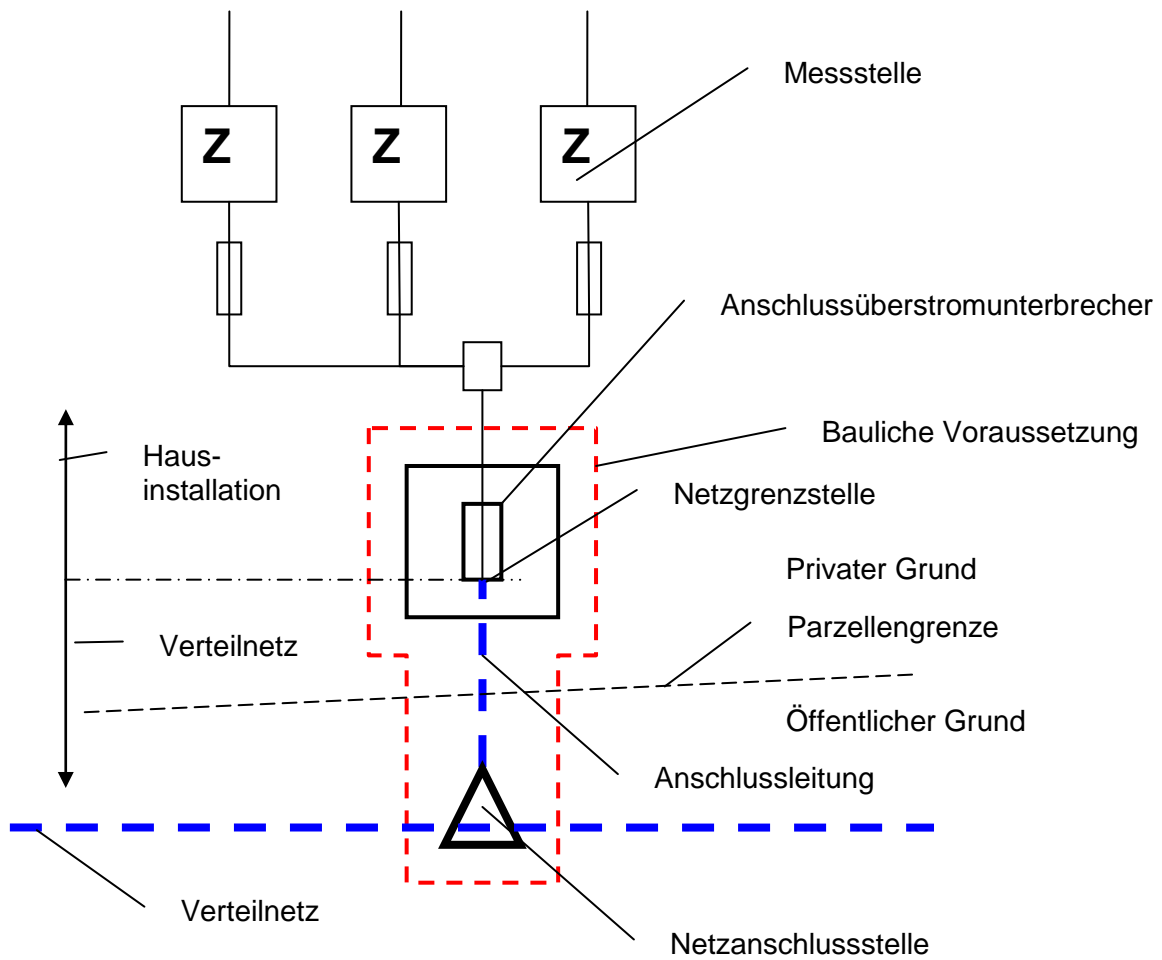 Messstelle
Z Z Z
Anschlussüberstromunterbrecher
Bauliche Voraussetzung
Haus-
installation
Netzgrenzstelle
Privater Grund
Parzellengrenze
Verteilnetz
Öffentlicher Grund
Anschlussleitung
Verteilnetz
Netzanschlussstelle